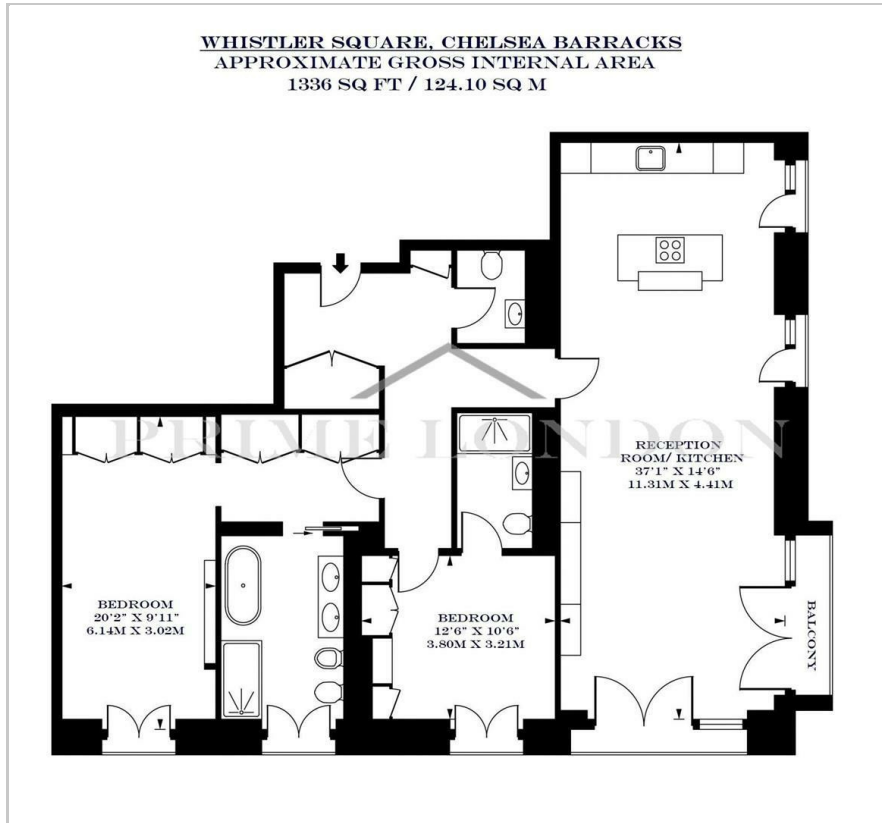 WHISTLER SQUARE, CHELSEA BARRACKS
APPROXIMATE GROSS INTERNAL AREA
1336 SQ FT / 124.10 SQ M
PRIME LONDON
RECEPTION
ROOM/ KITCHEN
37'1" X 14'6"
11.31M X 4.41M
BEDROOM
20'2" X 9'11"
6.14M X 3.02M
BEDROOM
12'6" X 10'6"
3.80M X 3.21M
BALCONY